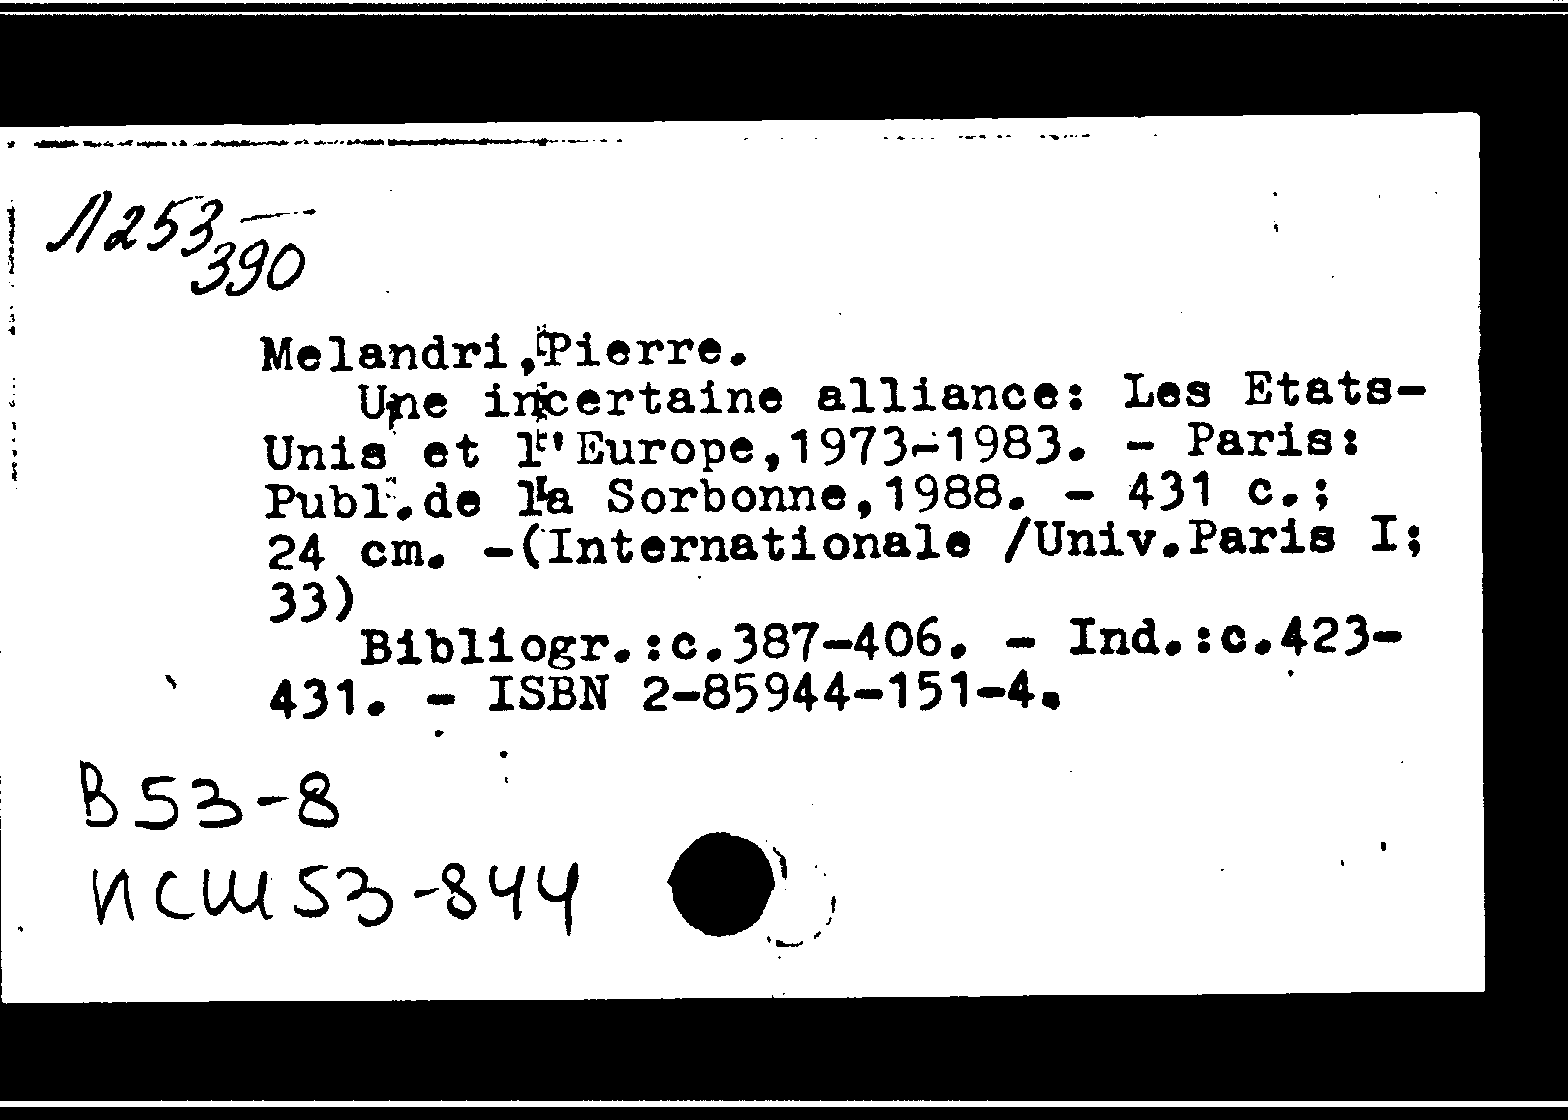 Л253
390
Melandri, Pierre.
Une incertaine alliance: Les Etats-
Unis et l'Europe,1973-1983. - Paris:
Publ.de la Sorbonne,1988. - 431 c.;
24 cm. -(Internationale /Univ.Paris I;
33)
Bibliogr.:c.387-406. - Ind.:c.423-
431. - ISBN 2-85944-151-4.
В53-8
ИСШ53-844